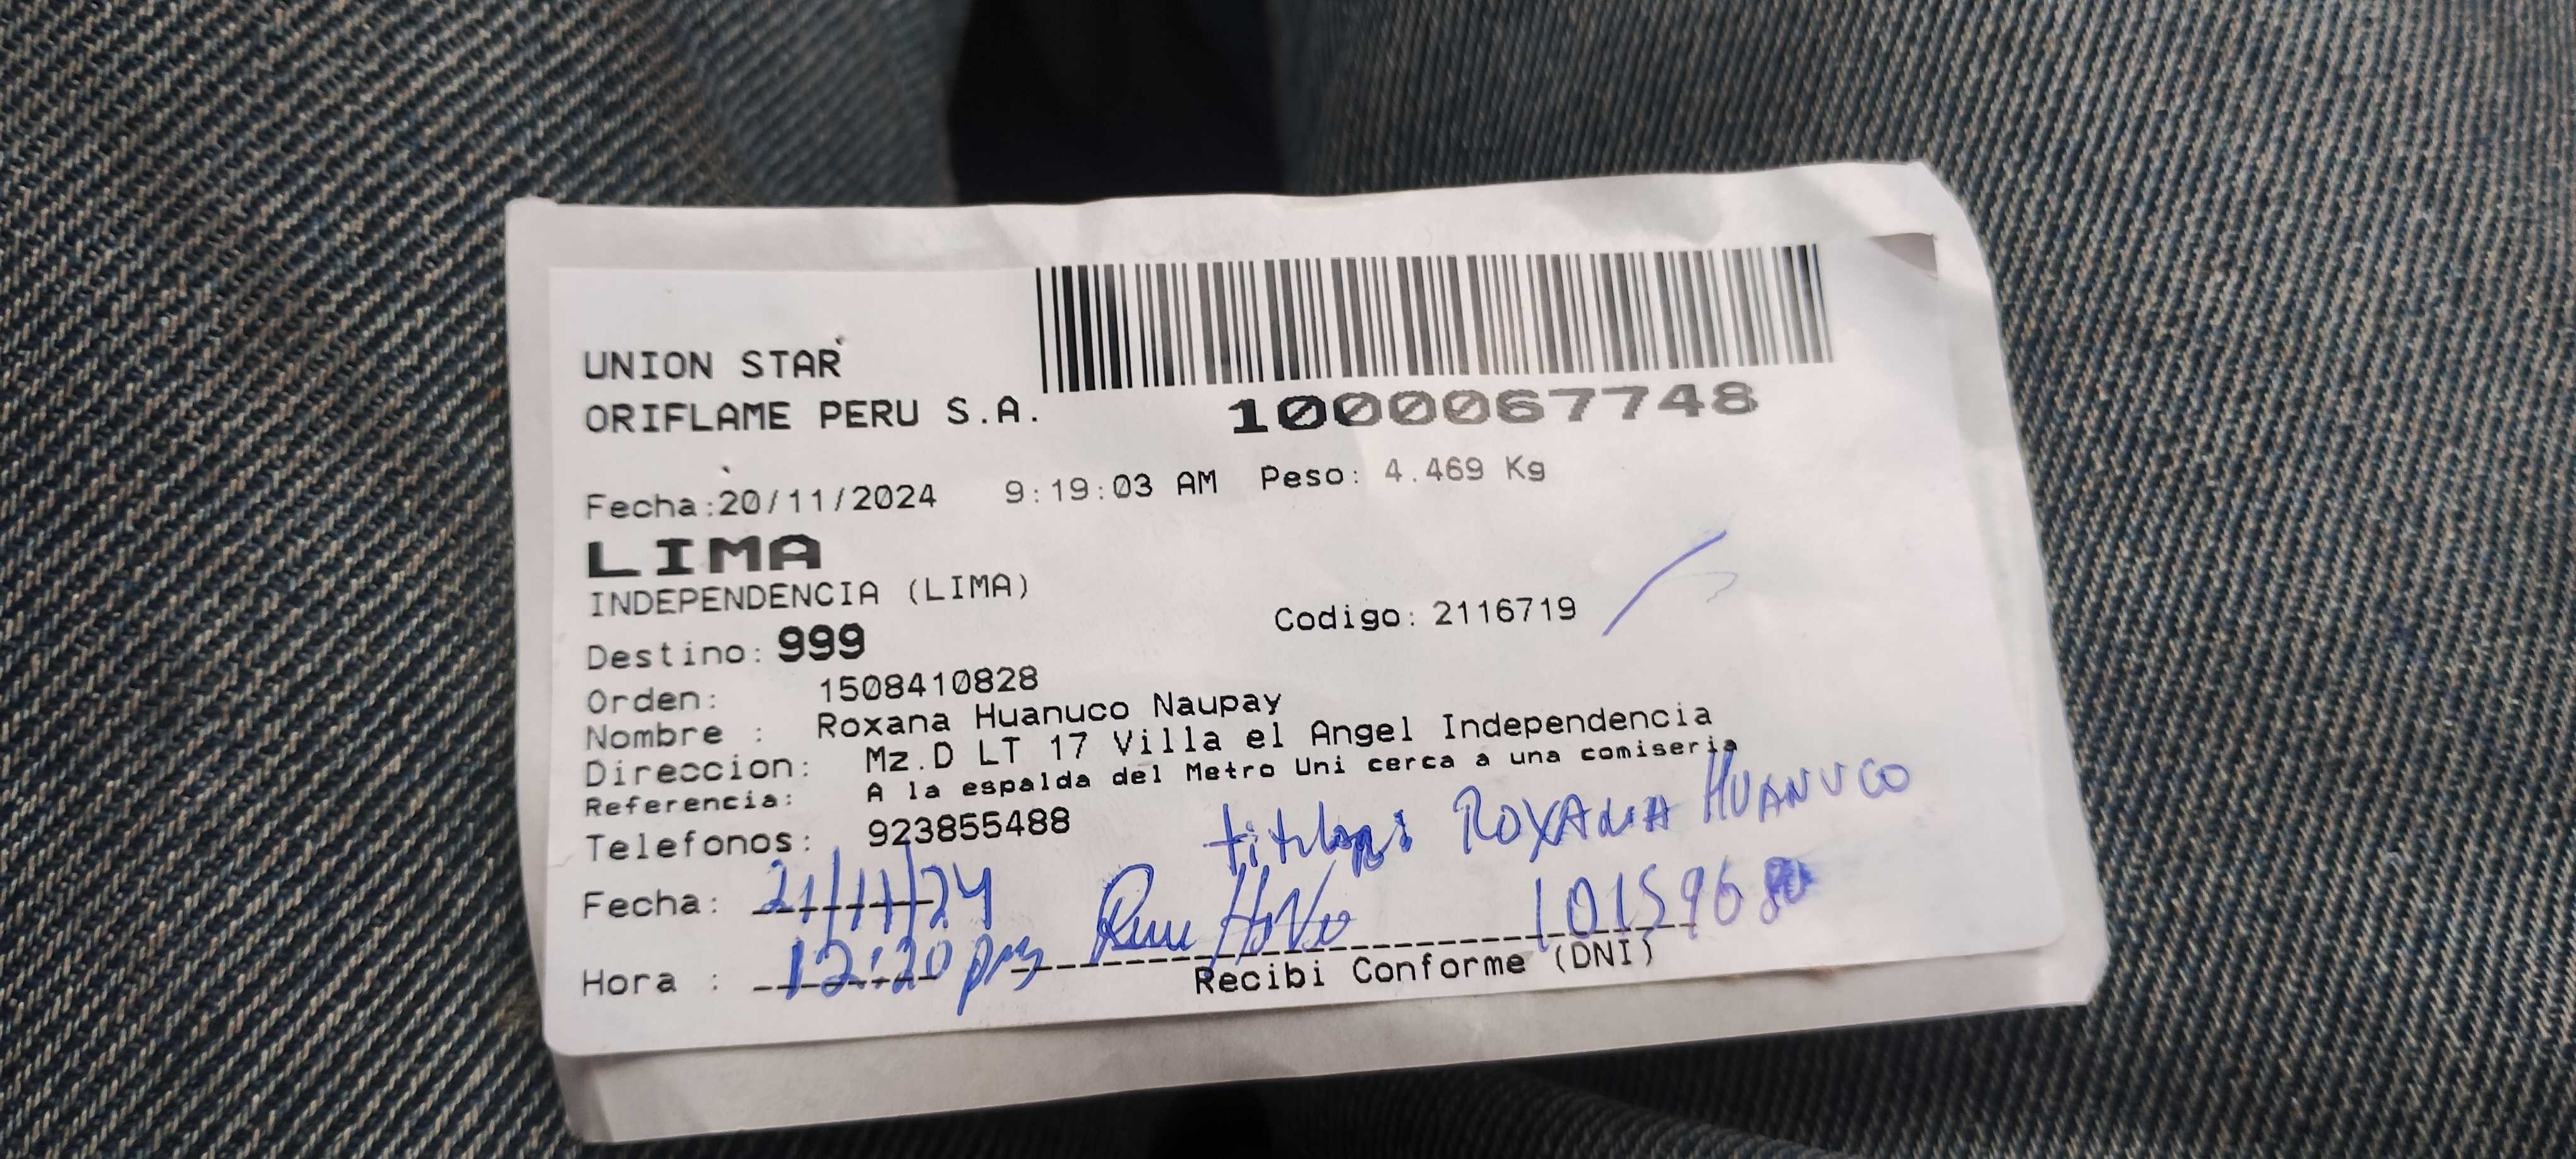 UNION STAR
ORIFLAME PERU S.A.
1000067748
Fecha:20/11/2024 9:19:03 AM Peso: 4.469 Kg
LIMA
INDEPENDENCIA (LIMA)
Destino: 999 Codigo: 2116719
Orden: 1508410828
Nombre : Roxana Huanuco Naupay
Direccion: Mz.D LT 17 Villa el Angel Independencia
Referencia: A la espalda del Metro Uni cerca a una comiseria
Telefonos: 923855488
ROXANA HUANUCO
Fecha: 21/11/24
Hora : 12:20 pm
Recibi Conforme (DNI)